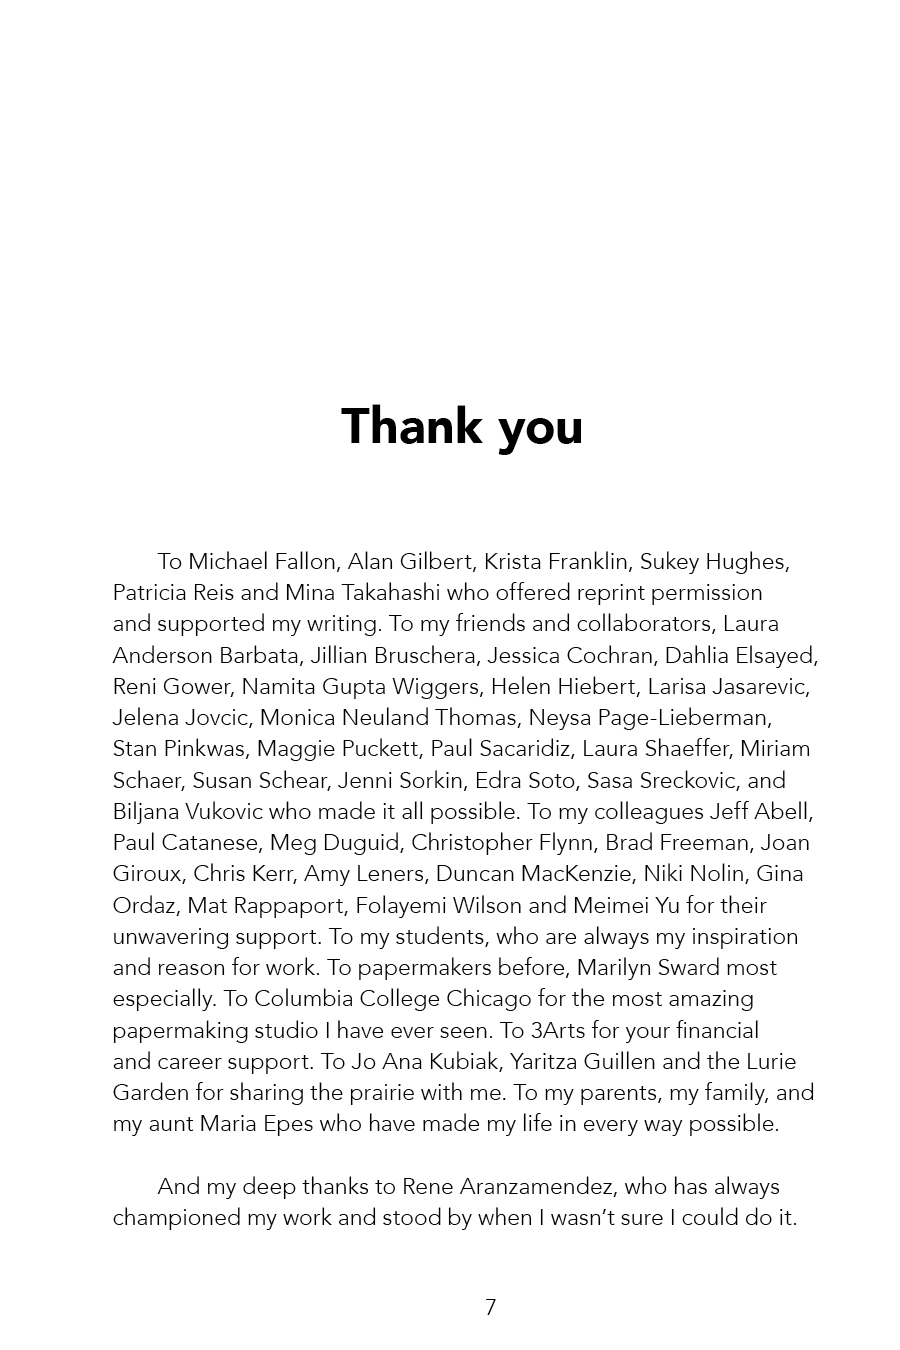 Thank you
To Michael Fallon, Alan Gilbert, Krista Franklin, Sukey Hughes,
Patricia Reis and Mina Takahashi who offered reprint permission
and supported my writing. To my friends and collaborators, Laura
Anderson Barbata, Jillian Bruschera, Jessica Cochran, Dahlia Elsayed,
Reni Gower, Namita Gupta Wiggers, Helen Hiebert, Larisa Jasarevic,
Jelena Jovcic, Monica Neuland Thomas, Neysa Page-Lieberman,
Stan Pinkwas, Maggie Puckett, Paul Sacaridiz, Laura Shaeffer, Miriam
Schaer, Susan Schear, Jenni Sorkin, Edra Soto, Sasa Sreckovic, and
Biljana Vukovic who made it all possible. To my colleagues Jeff Abell,
Paul Catanese, Meg Duguid, Christopher Flynn, Brad Freeman, Joan
Giroux, Chris Kerr, Amy Leners, Duncan MacKenzie, Niki Nolin, Gina
Ordaz, Mat Rappaport, Folayemi Wilson and Meimei Yu for their
unwavering support. To my students, who are always my inspiration
and reason for work. To papermakers before, Marilyn Sward most
especially. To Columbia College Chicago for the most amazing
papermaking studio I have ever seen. To 3Arts for your financial
and career support. To Jo Ana Kubiak, Yaritza Guillen and the Lurie
Garden for sharing the prairie with me. To my parents, my family, and
my aunt Maria Epes who have made my life in every way possible.
And my deep thanks to Rene Aranzamendez, who has always
championed my work and stood by when I wasn’t sure I could do it.
7